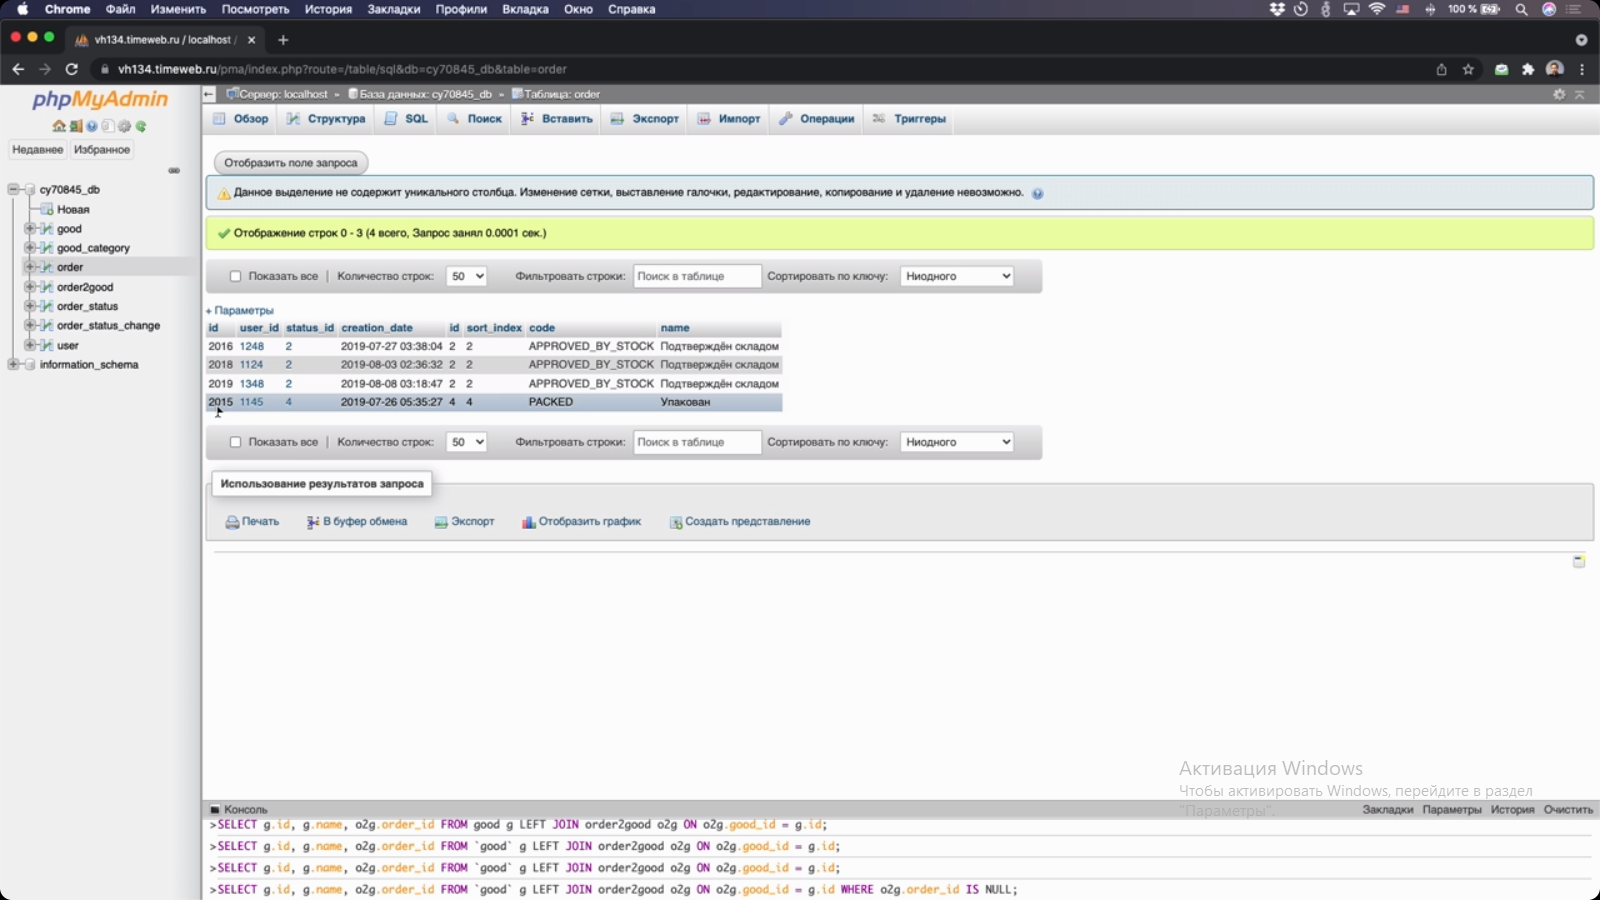 Chrome Файл Изменить Посмотреть История Закладки Профили Вкладка Окно Справка 100 %
vh134.timeweb.ru / localhost /
vh134.timeweb.ru/pma/index.php?route=/table/sql&db=cy70845_db&table=order
phpMyAdmin
Недавнее Избранное
cy70845_db
Новая
good
good_category
order
order2good
order_status
order_status_change
user
information_schema
Сервер: localhost » База данных: cy70845_db » Таблица: order
Обзор Структура SQL Поиск Вставить Экспорт Импорт Операции Триггеры
Отобразить поле запроса
Данное выделение не содержит уникального столбца. Изменение сетки, выставление галочки, редактирование, копирование и удаление невозможно.
Отображение строк 0 - 3 (4 всего, Запрос занял 0.0001 сек.)
Показать все | Количество строк: 50 Фильтровать строки: Поиск в таблице Сортировать по ключу: Ниодного
+ Параметры
id user_id status_id creation_date id sort_index code name
2016 1248 2 2019-07-27 03:38:04 2 2 APPROVED_BY_STOCK Подтверждён складом
2018 1124 2 2019-08-03 02:36:32 2 2 APPROVED_BY_STOCK Подтверждён складом
2019 1348 2 2019-08-08 03:18:47 2 2 APPROVED_BY_STOCK Подтверждён складом
2015 1145 4 2019-07-26 05:35:27 4 4 PACKED Упакован
Показать все | Количество строк: 50 Фильтровать строки: Поиск в таблице Сортировать по ключу: Ниодного
Использование результатов запроса
Печать В буфер обмена Экспорт Отобразить график Создать представление
Активация Windows
Чтобы активировать Windows, перейдите в раздел
"Параметры".
Консоль Закладки Параметры История Очистить
>SELECT g.id, g.name, o2g.order_id FROM good g LEFT JOIN order2good o2g ON o2g.good_id = g.id;
>SELECT g.id, g.name, o2g.order_id FROM `good` g LEFT JOIN order2good o2g ON o2g.good_id = g.id;
>SELECT g.id, g.name, o2g.order_id FROM `good` g LEFT JOIN order2good o2g ON o2g.good_id = g.id;
>SELECT g.id, g.name, o2g.order_id FROM `good` g LEFT JOIN order2good o2g ON o2g.good_id = g.id WHERE o2g.order_id IS NULL;